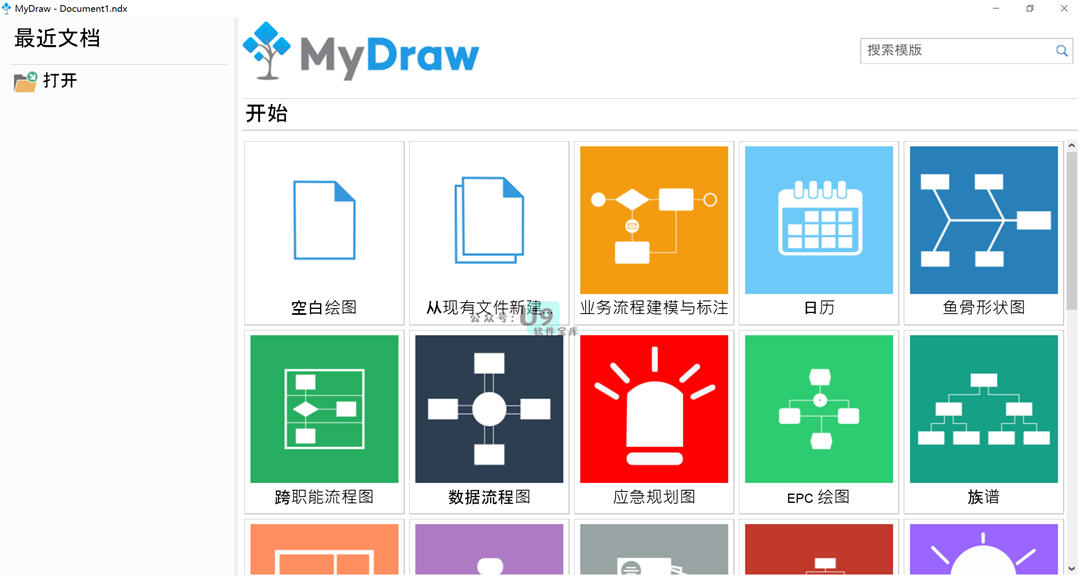 MyDraw - Document1.ndx
最近文档
打开
MyDraw
搜索模版
开始
空白绘图
从现有文件新建...
业务流程建模与标注
日历
鱼骨形状图
公众号：U9
软件宝库
跨职能流程图
数据流程图
应急规划图
EPC 绘图
族谱